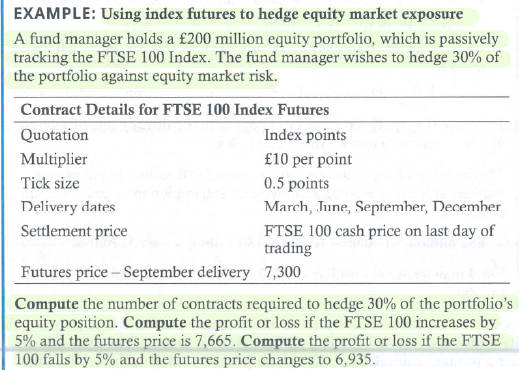 EXAMPLE: Using index futures to hedge equity market exposure
A fund manager holds a £200 million equity portfolio, which is passively
tracking the FTSE 100 Index. The fund manager wishes to hedge 30% of
the portfolio against equity market risk.
Contract Details for FTSE 100 Index Futures
Quotation Index points
Multiplier £10 per point
Tick size 0.5 points
Delivery dates March, June, September, December
Settlement price FTSE 100 cash price on last day of
trading
Futures price – September delivery 7,300
Compute the number of contracts required to hedge 30% of the portfolio's
equity position. Compute the profit or loss if the FTSE 100 increases by
5% and the futures price is 7,665. Compute the profit or loss if the FTSE
100 falls by 5% and the futures price changes to 6,935.